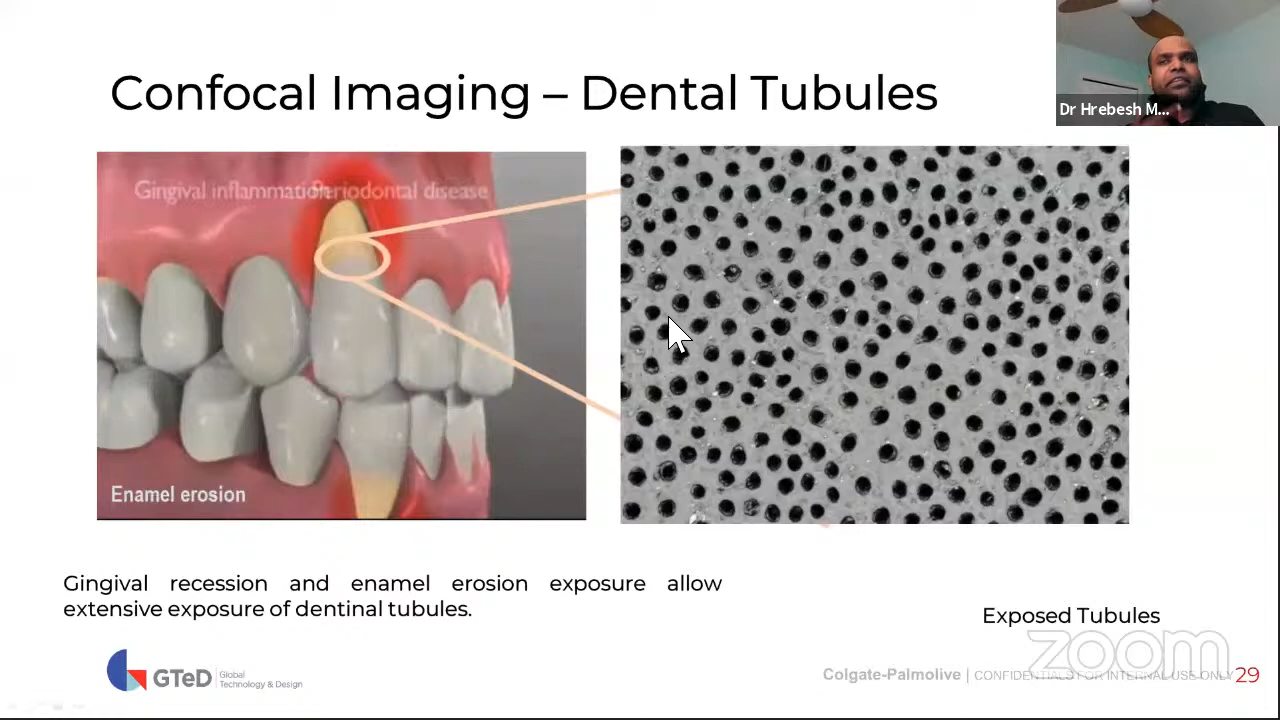 Confocal Imaging – Dental Tubules
Dr Hrebesh M...
Gingival inflammation Periodontal disease
Enamel erosion
Gingival recession and enamel erosion exposure allow
extensive exposure of dentinal tubules.
Exposed Tubules
zoom
GTeD
Global
Technology & Design
Colgate-Palmolive | CONFIDENTIALS FOR INTERNAL USE ONLY 29